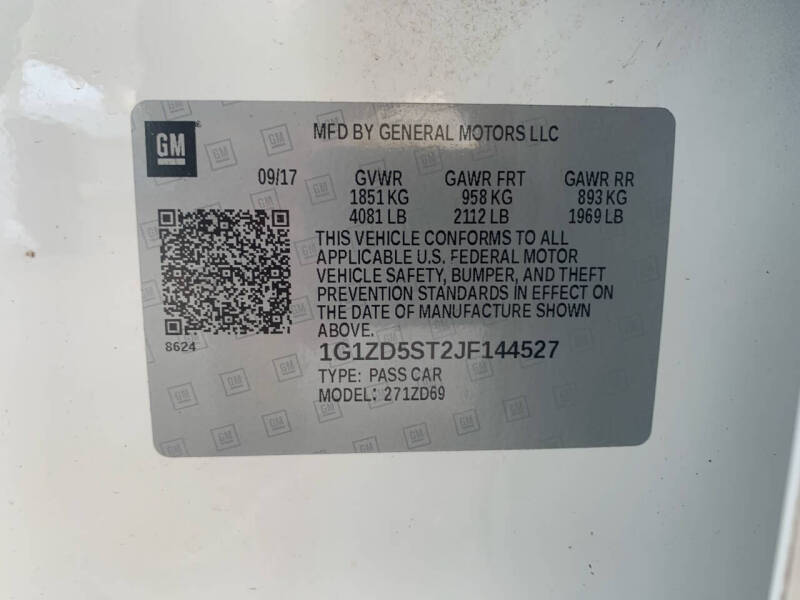 GM
MFD BY GENERAL MOTORS LLC
09/17 GVWR GAWR FRT GAWR RR
1851 KG 958 KG 893 KG
4081 LB 2112 LB 1969 LB
THIS VEHICLE CONFORMS TO ALL
APPLICABLE U.S. FEDERAL MOTOR
VEHICLE SAFETY, BUMPER, AND THEFT
PREVENTION STANDARDS IN EFFECT ON
THE DATE OF MANUFACTURE SHOWN
ABOVE.
8624
1G1ZD5ST2JF144527
TYPE: PASS CAR
MODEL: 271ZD69